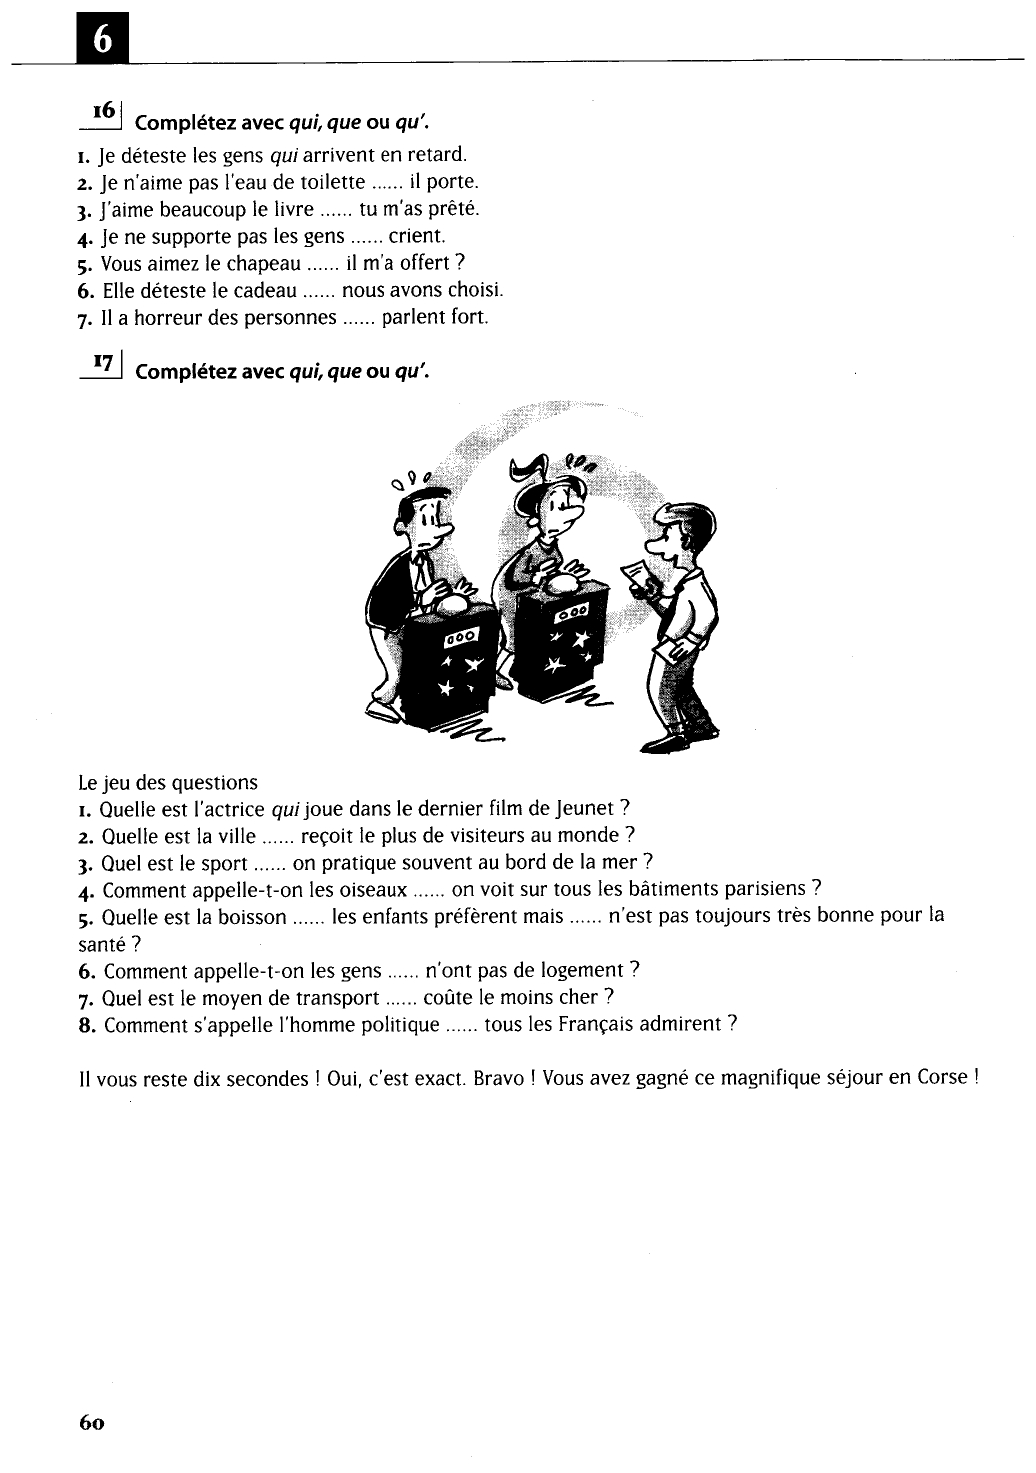 6
16 Complétez avec qui, que ou qu'.
1. Je déteste les gens qui arrivent en retard.
2. Je n'aime pas l'eau de toilette ...... il porte.
3. J'aime beaucoup le livre ...... tu m'as prêté.
4. Je ne supporte pas les gens ...... crient.
5. Vous aimez le chapeau ...... il m'a offert ?
6. Elle déteste le cadeau ...... nous avons choisi.
7. Il a horreur des personnes ...... parlent fort.
17 Complétez avec qui, que ou qu'.
Le jeu des questions
1. Quelle est l'actrice qui joue dans le dernier film de Jeunet ?
2. Quelle est la ville ...... reçoit le plus de visiteurs au monde ?
3. Quel est le sport ...... on pratique souvent au bord de la mer ?
4. Comment appelle-t-on les oiseaux ...... on voit sur tous les bâtiments parisiens ?
5. Quelle est la boisson ...... les enfants préfèrent mais ...... n'est pas toujours très bonne pour la
santé ?
6. Comment appelle-t-on les gens ...... n'ont pas de logement ?
7. Quel est le moyen de transport ...... coûte le moins cher ?
8. Comment s'appelle l'homme politique ...... tous les Français admirent ?
Il vous reste dix secondes ! Oui, c'est exact. Bravo ! Vous avez gagné ce magnifique séjour en Corse !
60